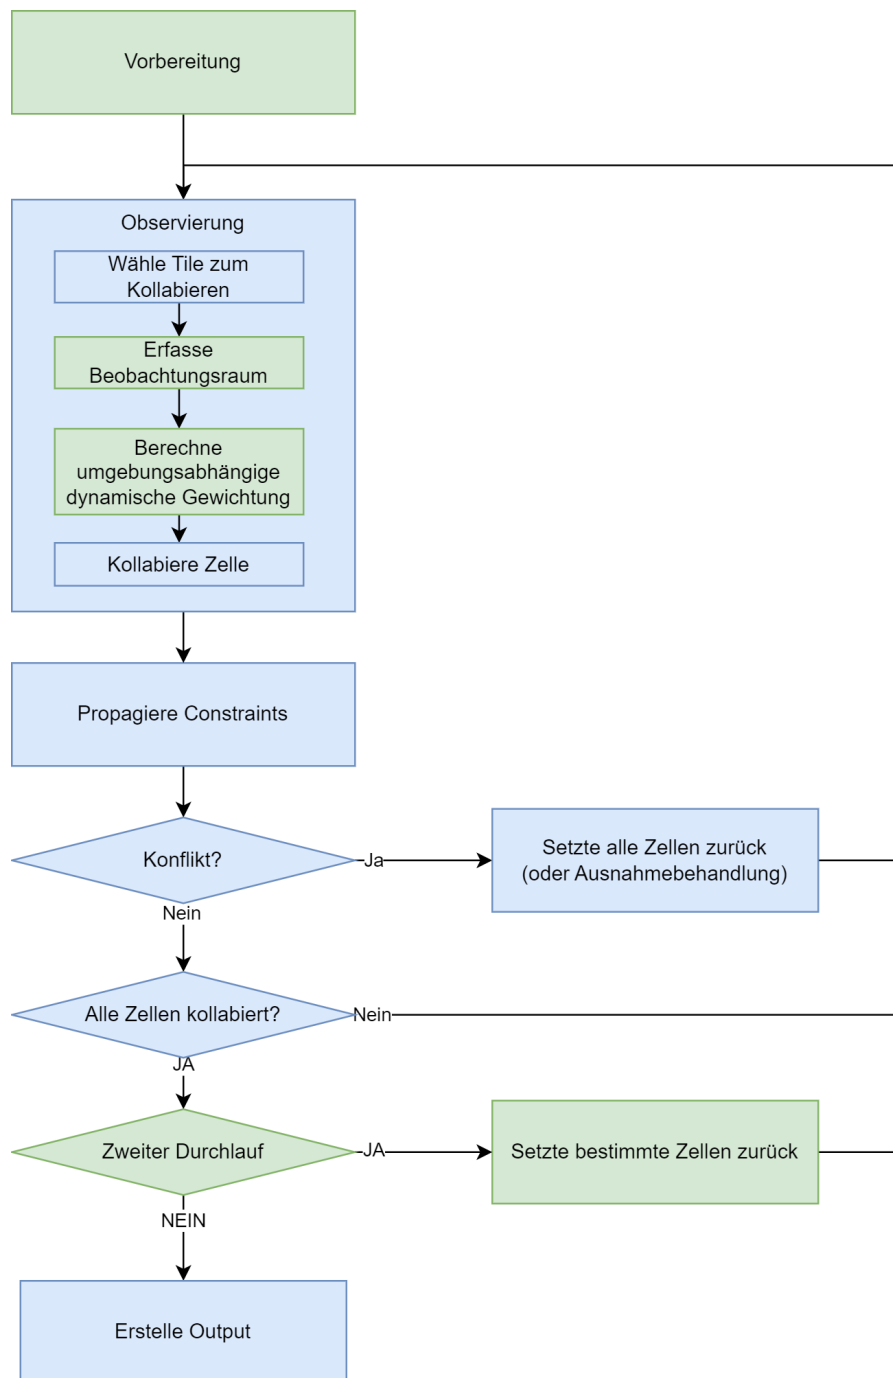 Vorbereitung
Observierung
Wähle Tile zum
Kollabieren
Erfasse
Beobachtungsraum
Berechne
umgebungsabhängige
dynamische Gewichtung
Kollabiere Zelle
Propagiere Constraints
Konflikt?
Ja
Setzte alle Zellen zurück
(oder Ausnahmebehandlung)
Nein
Alle Zellen kollabiert?
Nein
JA
Zweiter Durchlauf
JA
Setzte bestimmte Zellen zurück
NEIN
Erstelle Output